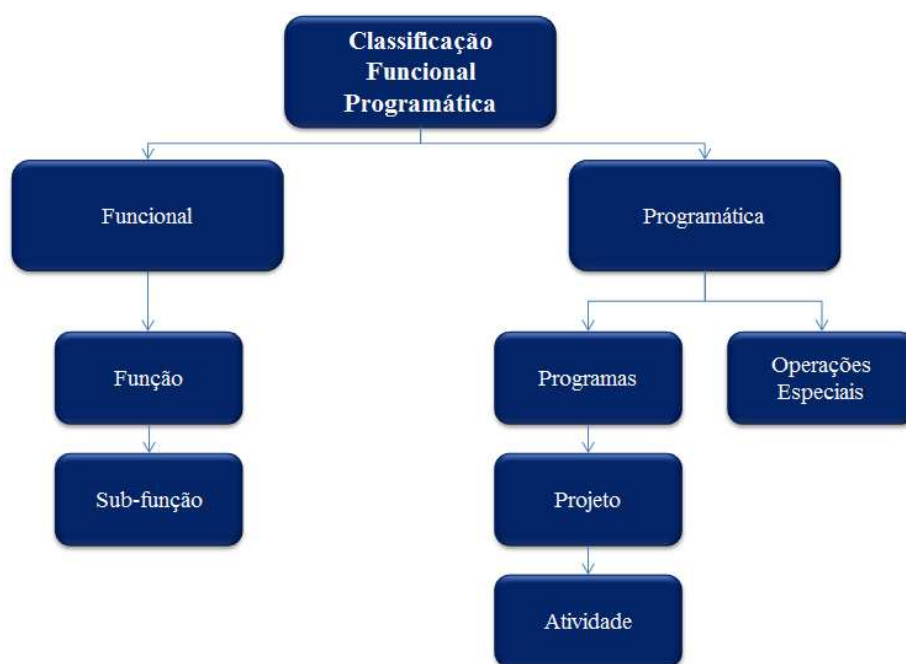 Classificação
Funcional
Programática
Funcional
Programática
Função
Programas
Operações
Especiais
Sub-função
Projeto
Atividade